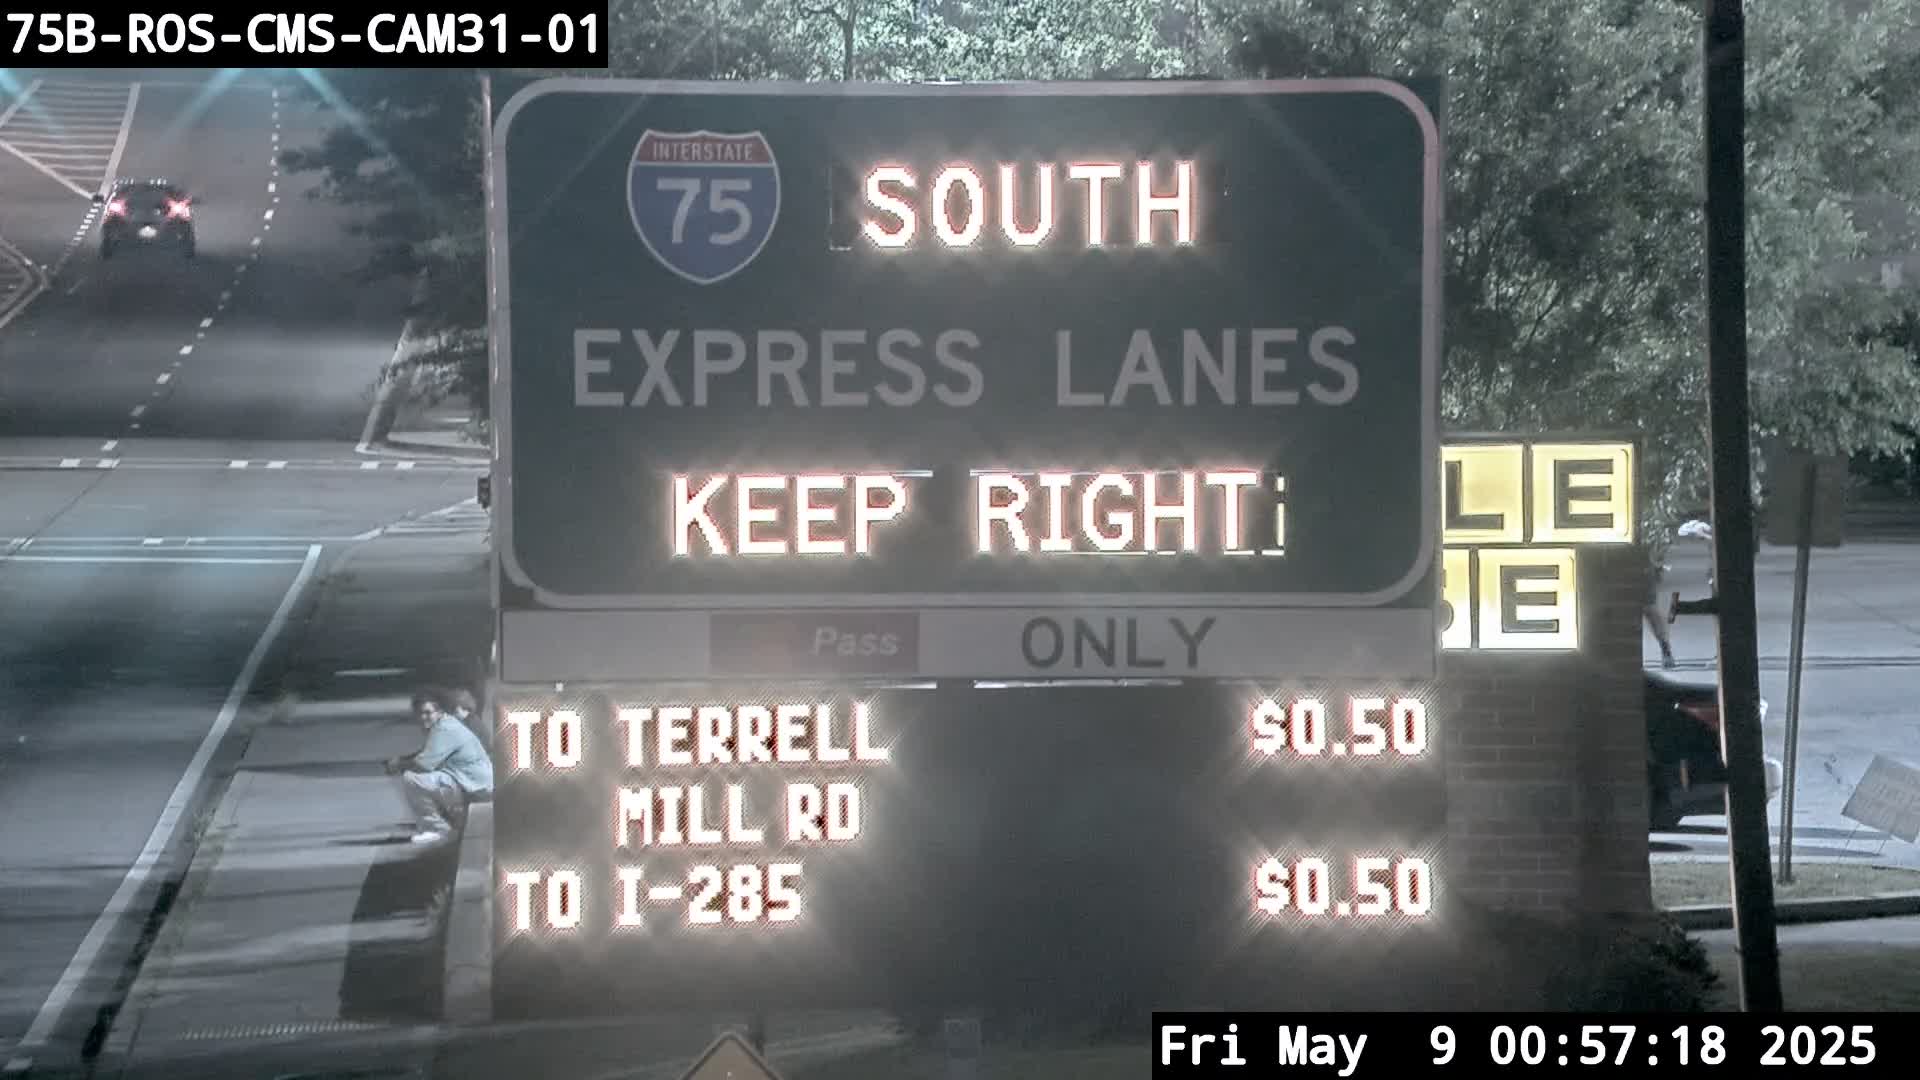 75B-ROS-CMS-CAM31-01
INTERSTATE
75
SOUTH
EXPRESS LANES
KEEP RIGHT
LE
E
Pass ONLY
TO TERRELL $0.50
MILL RD
TO I-285 $0.50
Fri May 9 00:57:18 2025